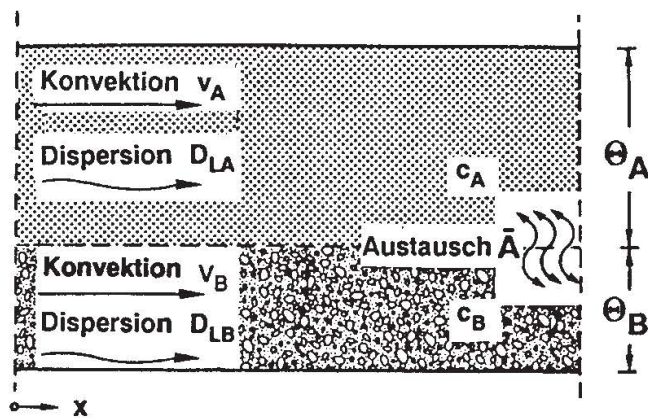 Konvektion v_A
Dispersion D_LA
Θ_A
c_A
Austausch Ā
Konvektion v_B
Dispersion D_LB
c_B
Θ_B
x